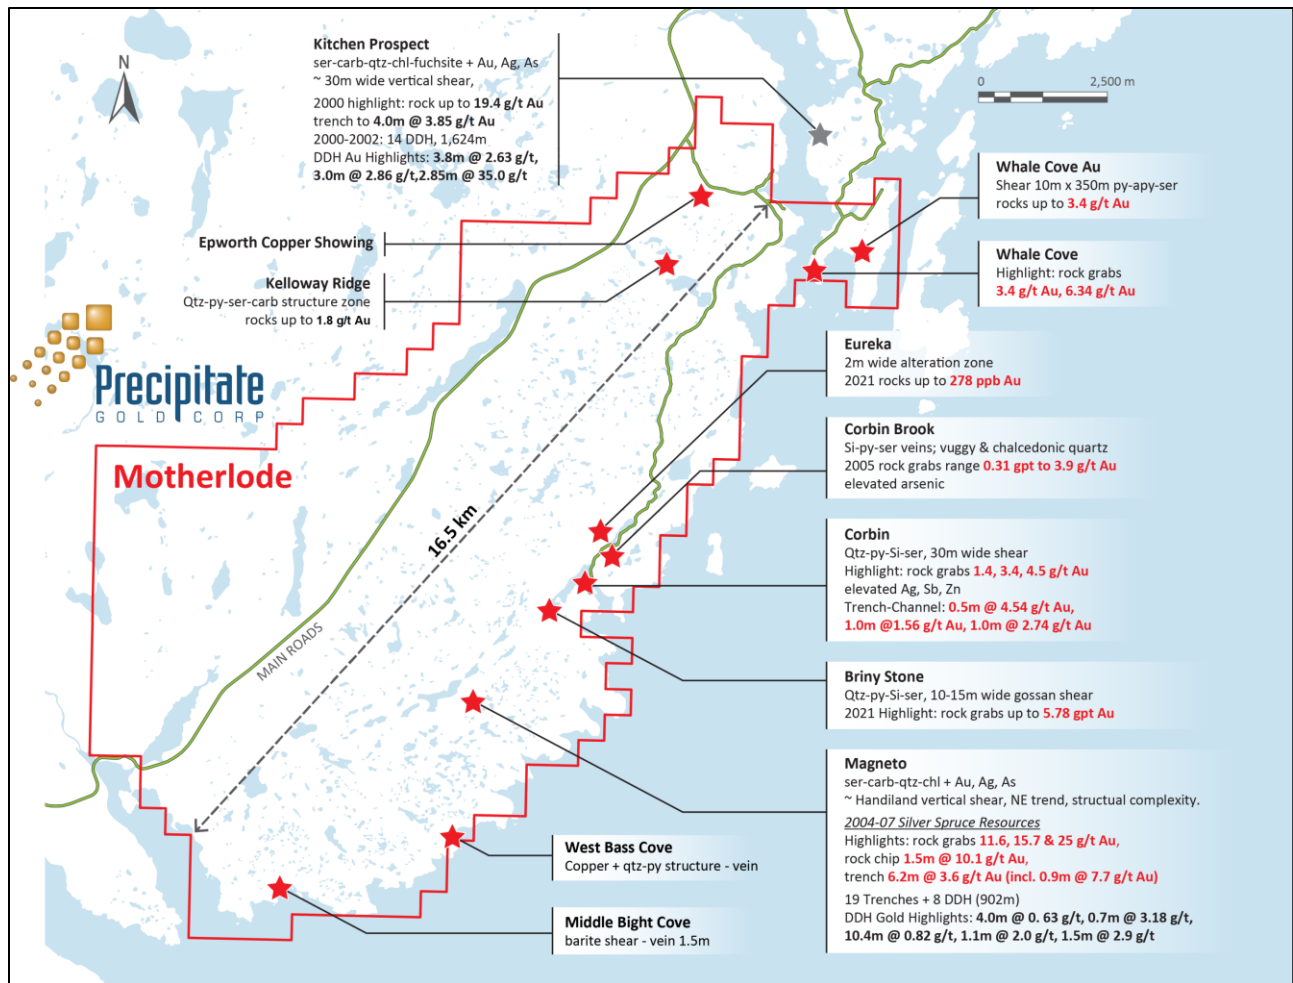 N
Kitchen Prospect
ser-carb-qtz-chl-fuchsite + Au, Ag, As
~ 30m wide vertical shear,
2000 highlight: rock up to 19.4 g/t Au
trench to 4.0m @ 3.85 g/t Au
2000-2002: 14 DDH, 1,624m
DDH Au Highlights: 3.8m @ 2.63 g/t,
3.0m @ 2.86 g/t,2.85m @ 35.0 g/t
0 2,500 m
Whale Cove Au
Shear 10m x 350m py-apy-ser
rocks up to 3.4 g/t Au
Epworth Copper Showing
Whale Cove
Highlight: rock grabs
3.4 g/t Au, 6.34 g/t Au
Kelloway Ridge
Qtz-py-ser-carb structure zone
rocks up to 1.8 g/t Au
Precipitate
GOLD CORP
Eureka
2m wide alteration zone
2021 rocks up to 278 ppb Au
Corbin Brook
Si-py-ser veins; vuggy & chalcedonic quartz
2005 rock grabs range 0.31 gpt to 3.9 g/t Au
elevated arsenic
Motherlode
16.5 km
Corbin
Qtz-py-Si-ser, 30m wide shear
Highlight: rock grabs 1.4, 3.4, 4.5 g/t Au
elevated Ag, Sb, Zn
Trench-Channel: 0.5m @ 4.54 g/t Au,
1.0m @1.56 g/t Au, 1.0m @ 2.74 g/t Au
MAIN ROADS
Briny Stone
Qtz-py-Si-ser, 10-15m wide gossan shear
2021 Highlight: rock grabs up to 5.78 gpt Au
Magneto
ser-carb-qtz-chl + Au, Ag, As
~ Handiland vertical shear, NE trend, structual complexity.
2004-07 Silver Spruce Resources
Highlights: rock grabs 11.6, 15.7 & 25 g/t Au,
rock chip 1.5m @ 10.1 g/t Au,
trench 6.2m @ 3.6 g/t Au (incl. 0.9m @ 7.7 g/t Au)
19 Trenches + 8 DDH (902m)
DDH Gold Highlights: 4.0m @ 0. 63 g/t, 0.7m @ 3.18 g/t,
10.4m @ 0.82 g/t, 1.1m @ 2.0 g/t, 1.5m @ 2.9 g/t
West Bass Cove
Copper + qtz-py structure - vein
Middle Bight Cove
barite shear - vein 1.5m